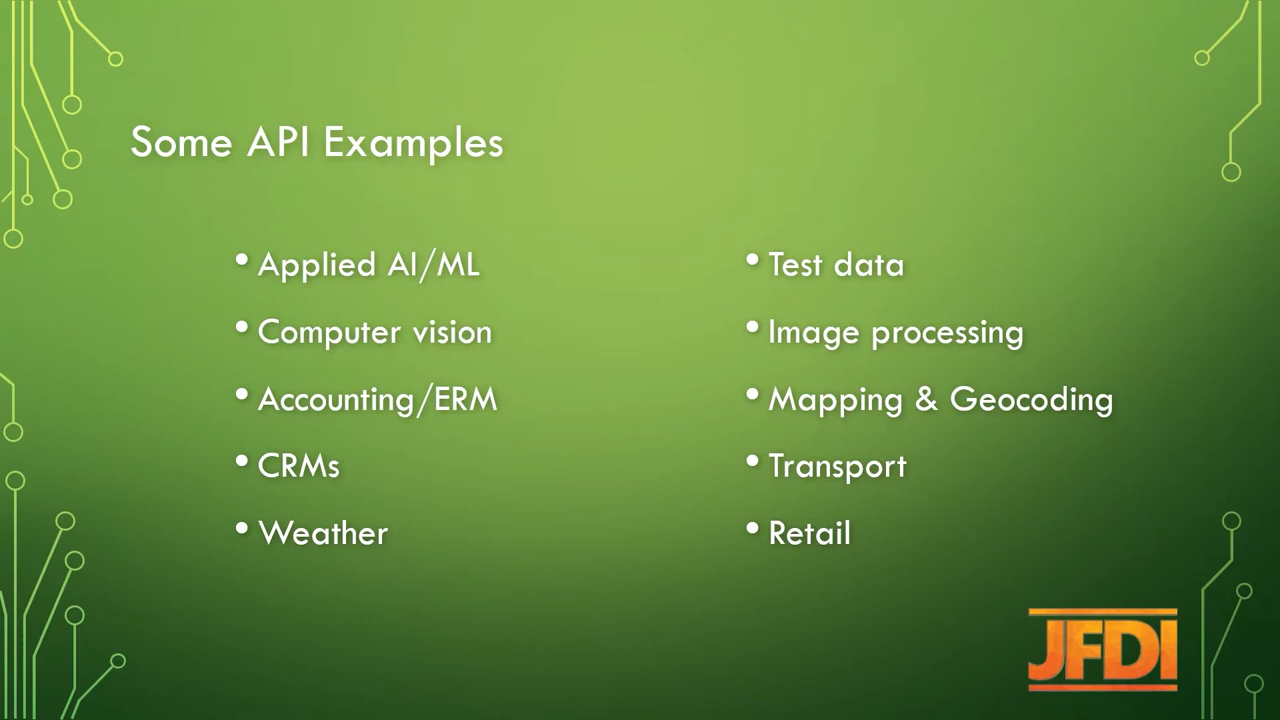 Some API Examples
• Applied AI/ML
• Computer vision
• Accounting/ERM
• CRMs
• Weather
• Test data
• Image processing
• Mapping & Geocoding
• Transport
• Retail
JFDI